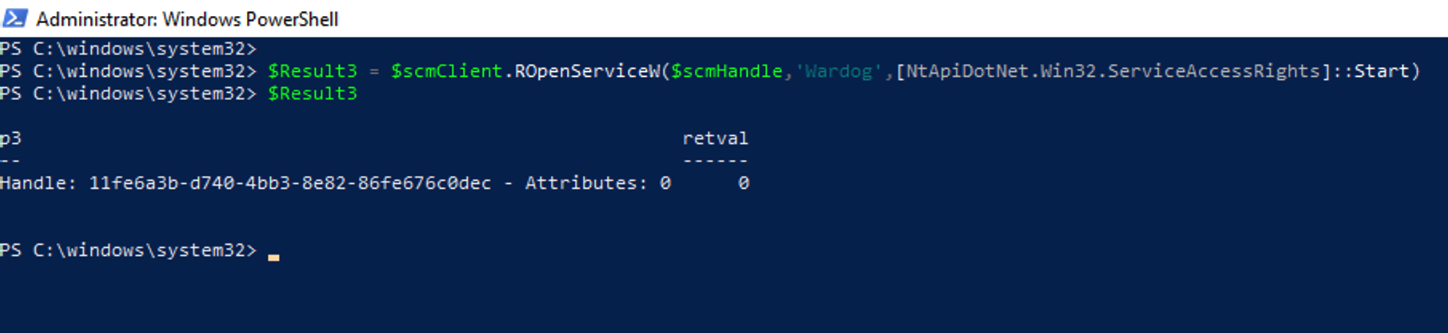 Administrator: Windows PowerShell
PS C:\windows\system32>
PS C:\windows\system32> $Result3 = $scmClient.ROpenServiceW($scmHandle,'Wardog',[NtApiDotNet.Win32.ServiceAccessRights]::Start)
PS C:\windows\system32> $Result3
p3 retval
-- ------
Handle: 11fe6a3b-d740-4bb3-8e82-86fe676c0dec - Attributes: 0 0
PS C:\windows\system32>